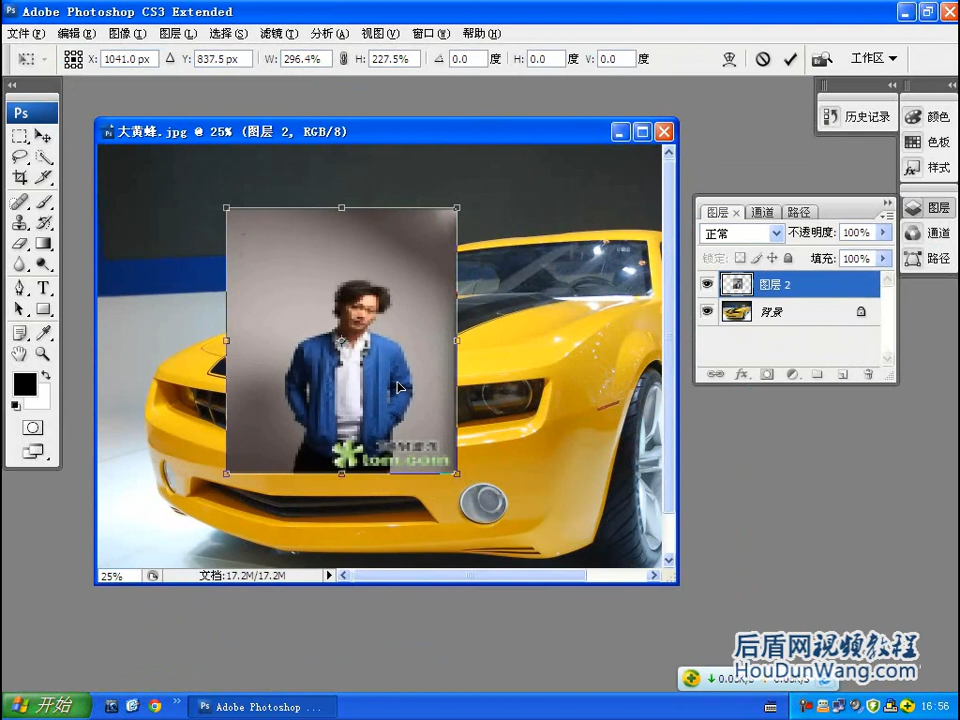 Adobe Photoshop CS3 Extended
文件(F) 编辑(E) 图像(I) 图层(L) 选择(S) 滤镜(T) 分析(A) 视图(V) 窗口(W) 帮助(H)
X: 1041.0 px Δ Y: 837.5 px W: 296.4% H: 227.5% 0.0 度 H: 0.0 度 V: 0.0 度 工作区
Ps
大黄蜂.jpg @ 25% (图层 2, RGB/8)
历史记录
颜色
色板
样式
图层
通道
路径
图层 × 通道 路径
正常 不透明度: 100%
锁定: 填充: 100%
图层 2
背景
tom.com
25% 文档:17.2M/17.2M
后盾网视频教程
HouDunWang.com
开始 Adobe Photoshop ... 16:56